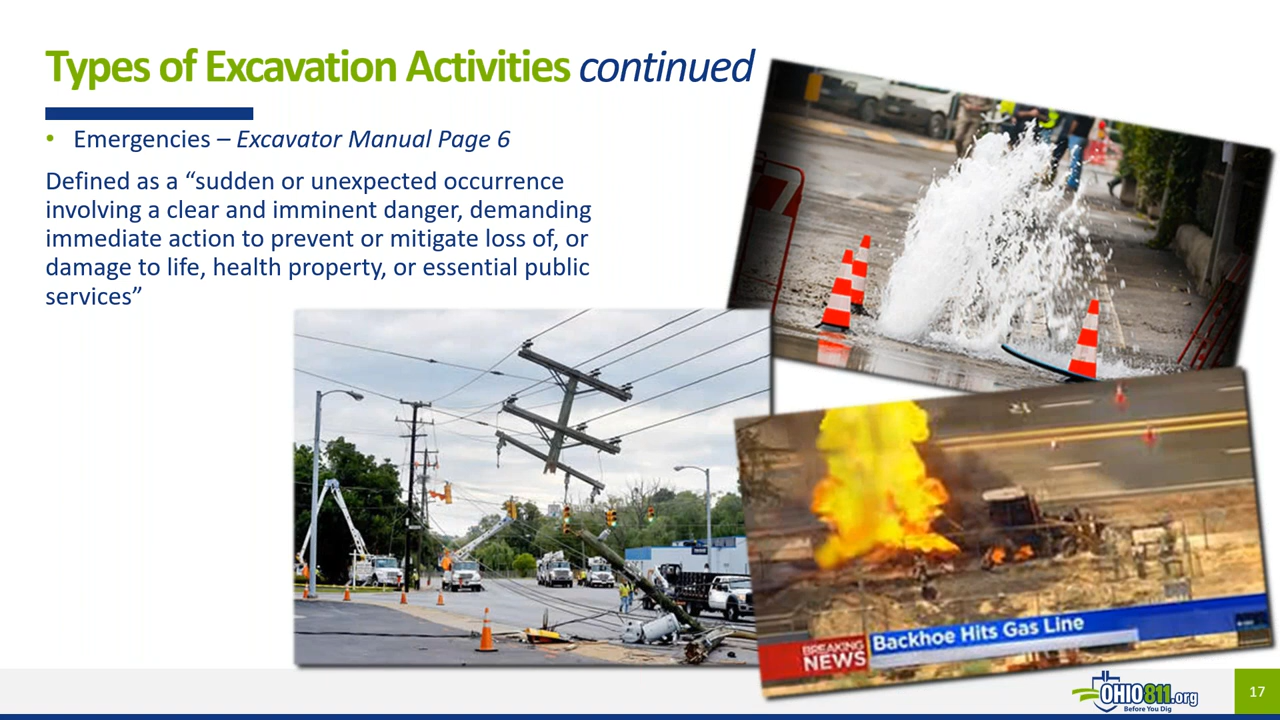 Types of Excavation Activities continued
• Emergencies – Excavator Manual Page 6
Defined as a “sudden or unexpected occurrence
involving a clear and imminent danger, demanding
immediate action to prevent or mitigate loss of, or
damage to life, health property, or essential public
services”
BREAKING
NEWS
Backhoe Hits Gas Line
OHIO811.org
Before You Dig
17